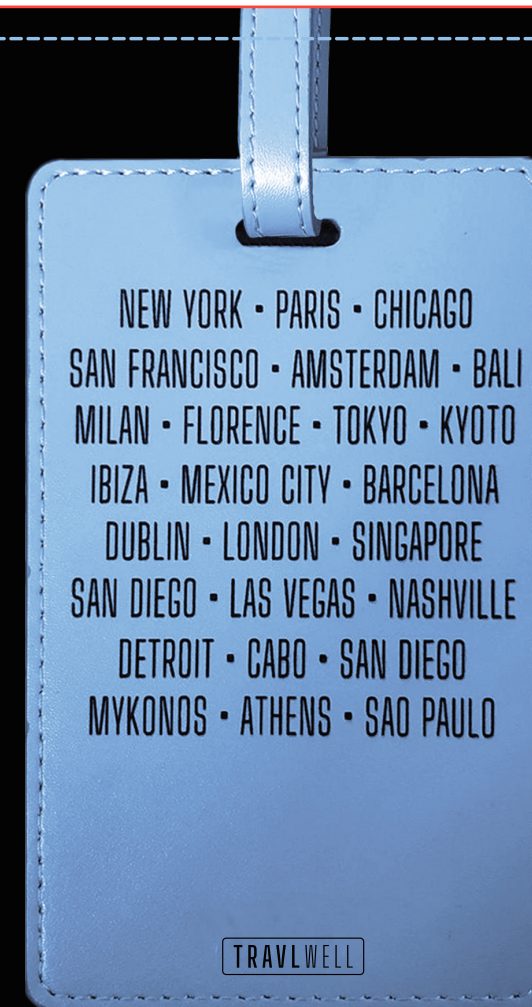 NEW YORK • PARIS • CHICAGO
SAN FRANCISCO • AMSTERDAM • BALI
MILAN • FLORENCE • TOKYO • KYOTO
IBIZA • MEXICO CITY • BARCELONA
DUBLIN • LONDON • SINGAPORE
SAN DIEGO • LAS VEGAS • NASHVILLE
DETROIT • CABO • SAN DIEGO
MYKONOS • ATHENS • SAO PAULO
TRAVLWELL